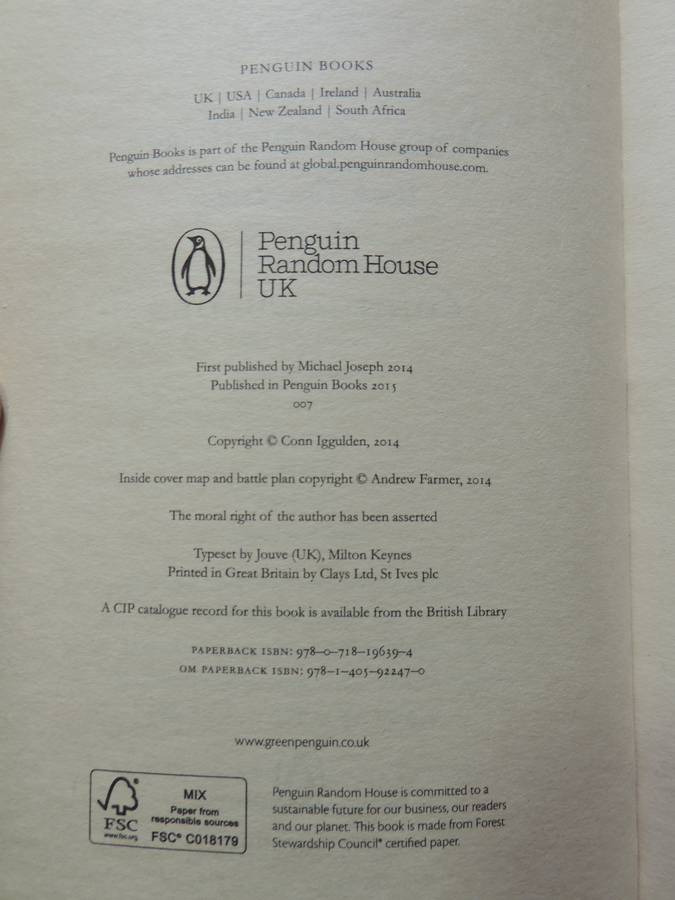 PENGUIN BOOKS
UK | USA | Canada | Ireland | Australia
India | New Zealand | South Africa
Penguin Books is part of the Penguin Random House group of companies
whose addresses can be found at global.penguinrandomhouse.com.
Penguin
Random House
UK
First published by Michael Joseph 2014
Published in Penguin Books 2015
007
Copyright © Conn Iggulden, 2014
Inside cover map and battle plan copyright © Andrew Farmer, 2014
The moral right of the author has been asserted
Typeset by Jouve (UK), Milton Keynes
Printed in Great Britain by Clays Ltd, St Ives plc
A CIP catalogue record for this book is available from the British Library
PAPERBACK ISBN: 978–0–718–19639–4
OM PAPERBACK ISBN: 978–1–405–92247–0
www.greenpenguin.co.uk
FSC
www.fsc.org
MIX
Paper from
responsible sources
FSC® C018179
Penguin Random House is committed to a
sustainable future for our business, our readers
and our planet. This book is made from Forest
Stewardship Council® certified paper.